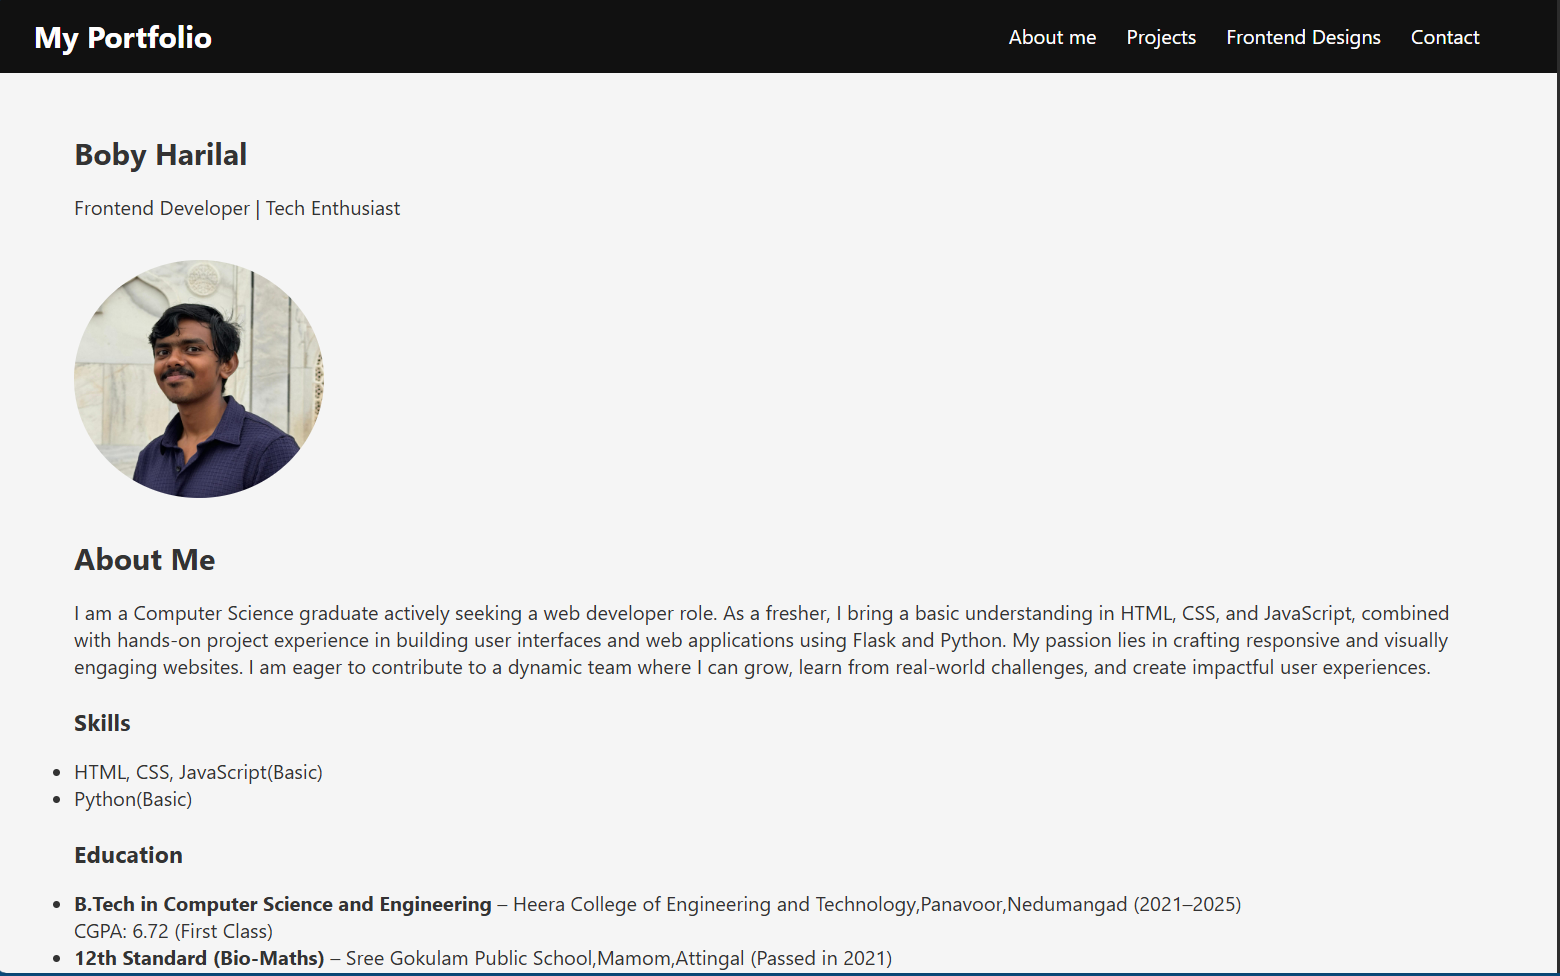 My Portfolio
About me Projects Frontend Designs Contact
Boby Harilal
Frontend Developer | Tech Enthusiast
About Me
I am a Computer Science graduate actively seeking a web developer role. As a fresher, I bring a basic understanding in HTML, CSS, and JavaScript, combined
with hands-on project experience in building user interfaces and web applications using Flask and Python. My passion lies in crafting responsive and visually
engaging websites. I am eager to contribute to a dynamic team where I can grow, learn from real-world challenges, and create impactful user experiences.
Skills
• HTML, CSS, JavaScript(Basic)
• Python(Basic)
Education
• B.Tech in Computer Science and Engineering – Heera College of Engineering and Technology,Panavoor,Nedumangad (2021–2025)
CGPA: 6.72 (First Class)
• 12th Standard (Bio-Maths) – Sree Gokulam Public School,Mamom,Attingal (Passed in 2021)